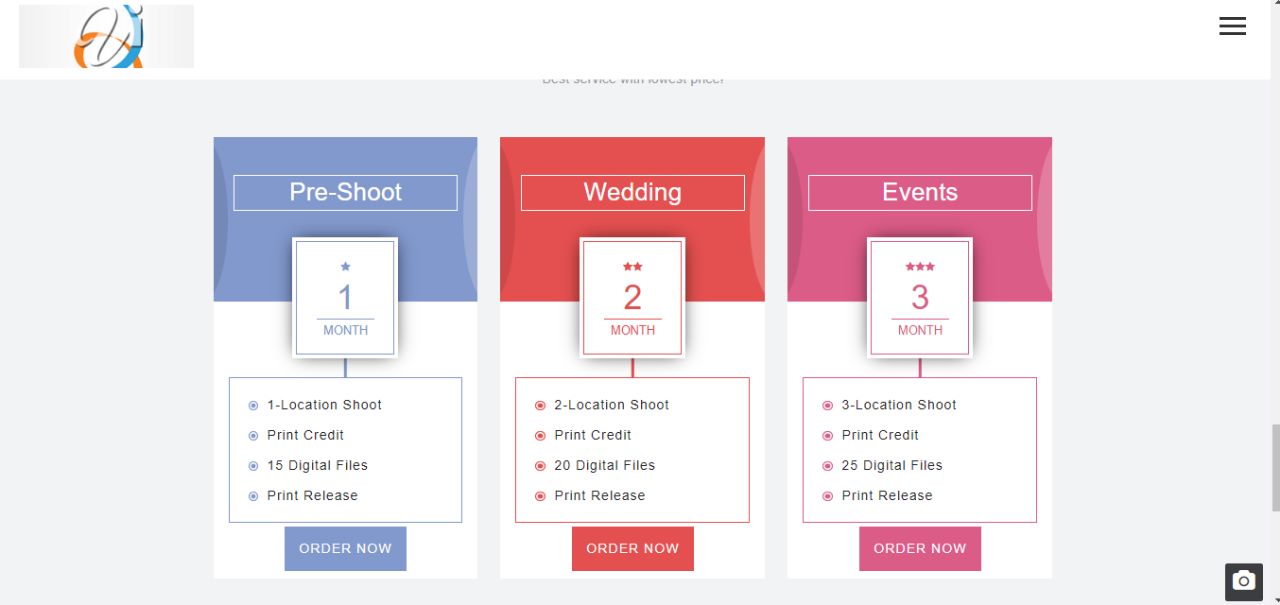 Best service with lowest price!
Pre-Shoot
Wedding
Events
1
MONTH
2
MONTH
3
MONTH
1-Location Shoot
Print Credit
15 Digital Files
Print Release
2-Location Shoot
Print Credit
20 Digital Files
Print Release
3-Location Shoot
Print Credit
25 Digital Files
Print Release
ORDER NOW
ORDER NOW
ORDER NOW